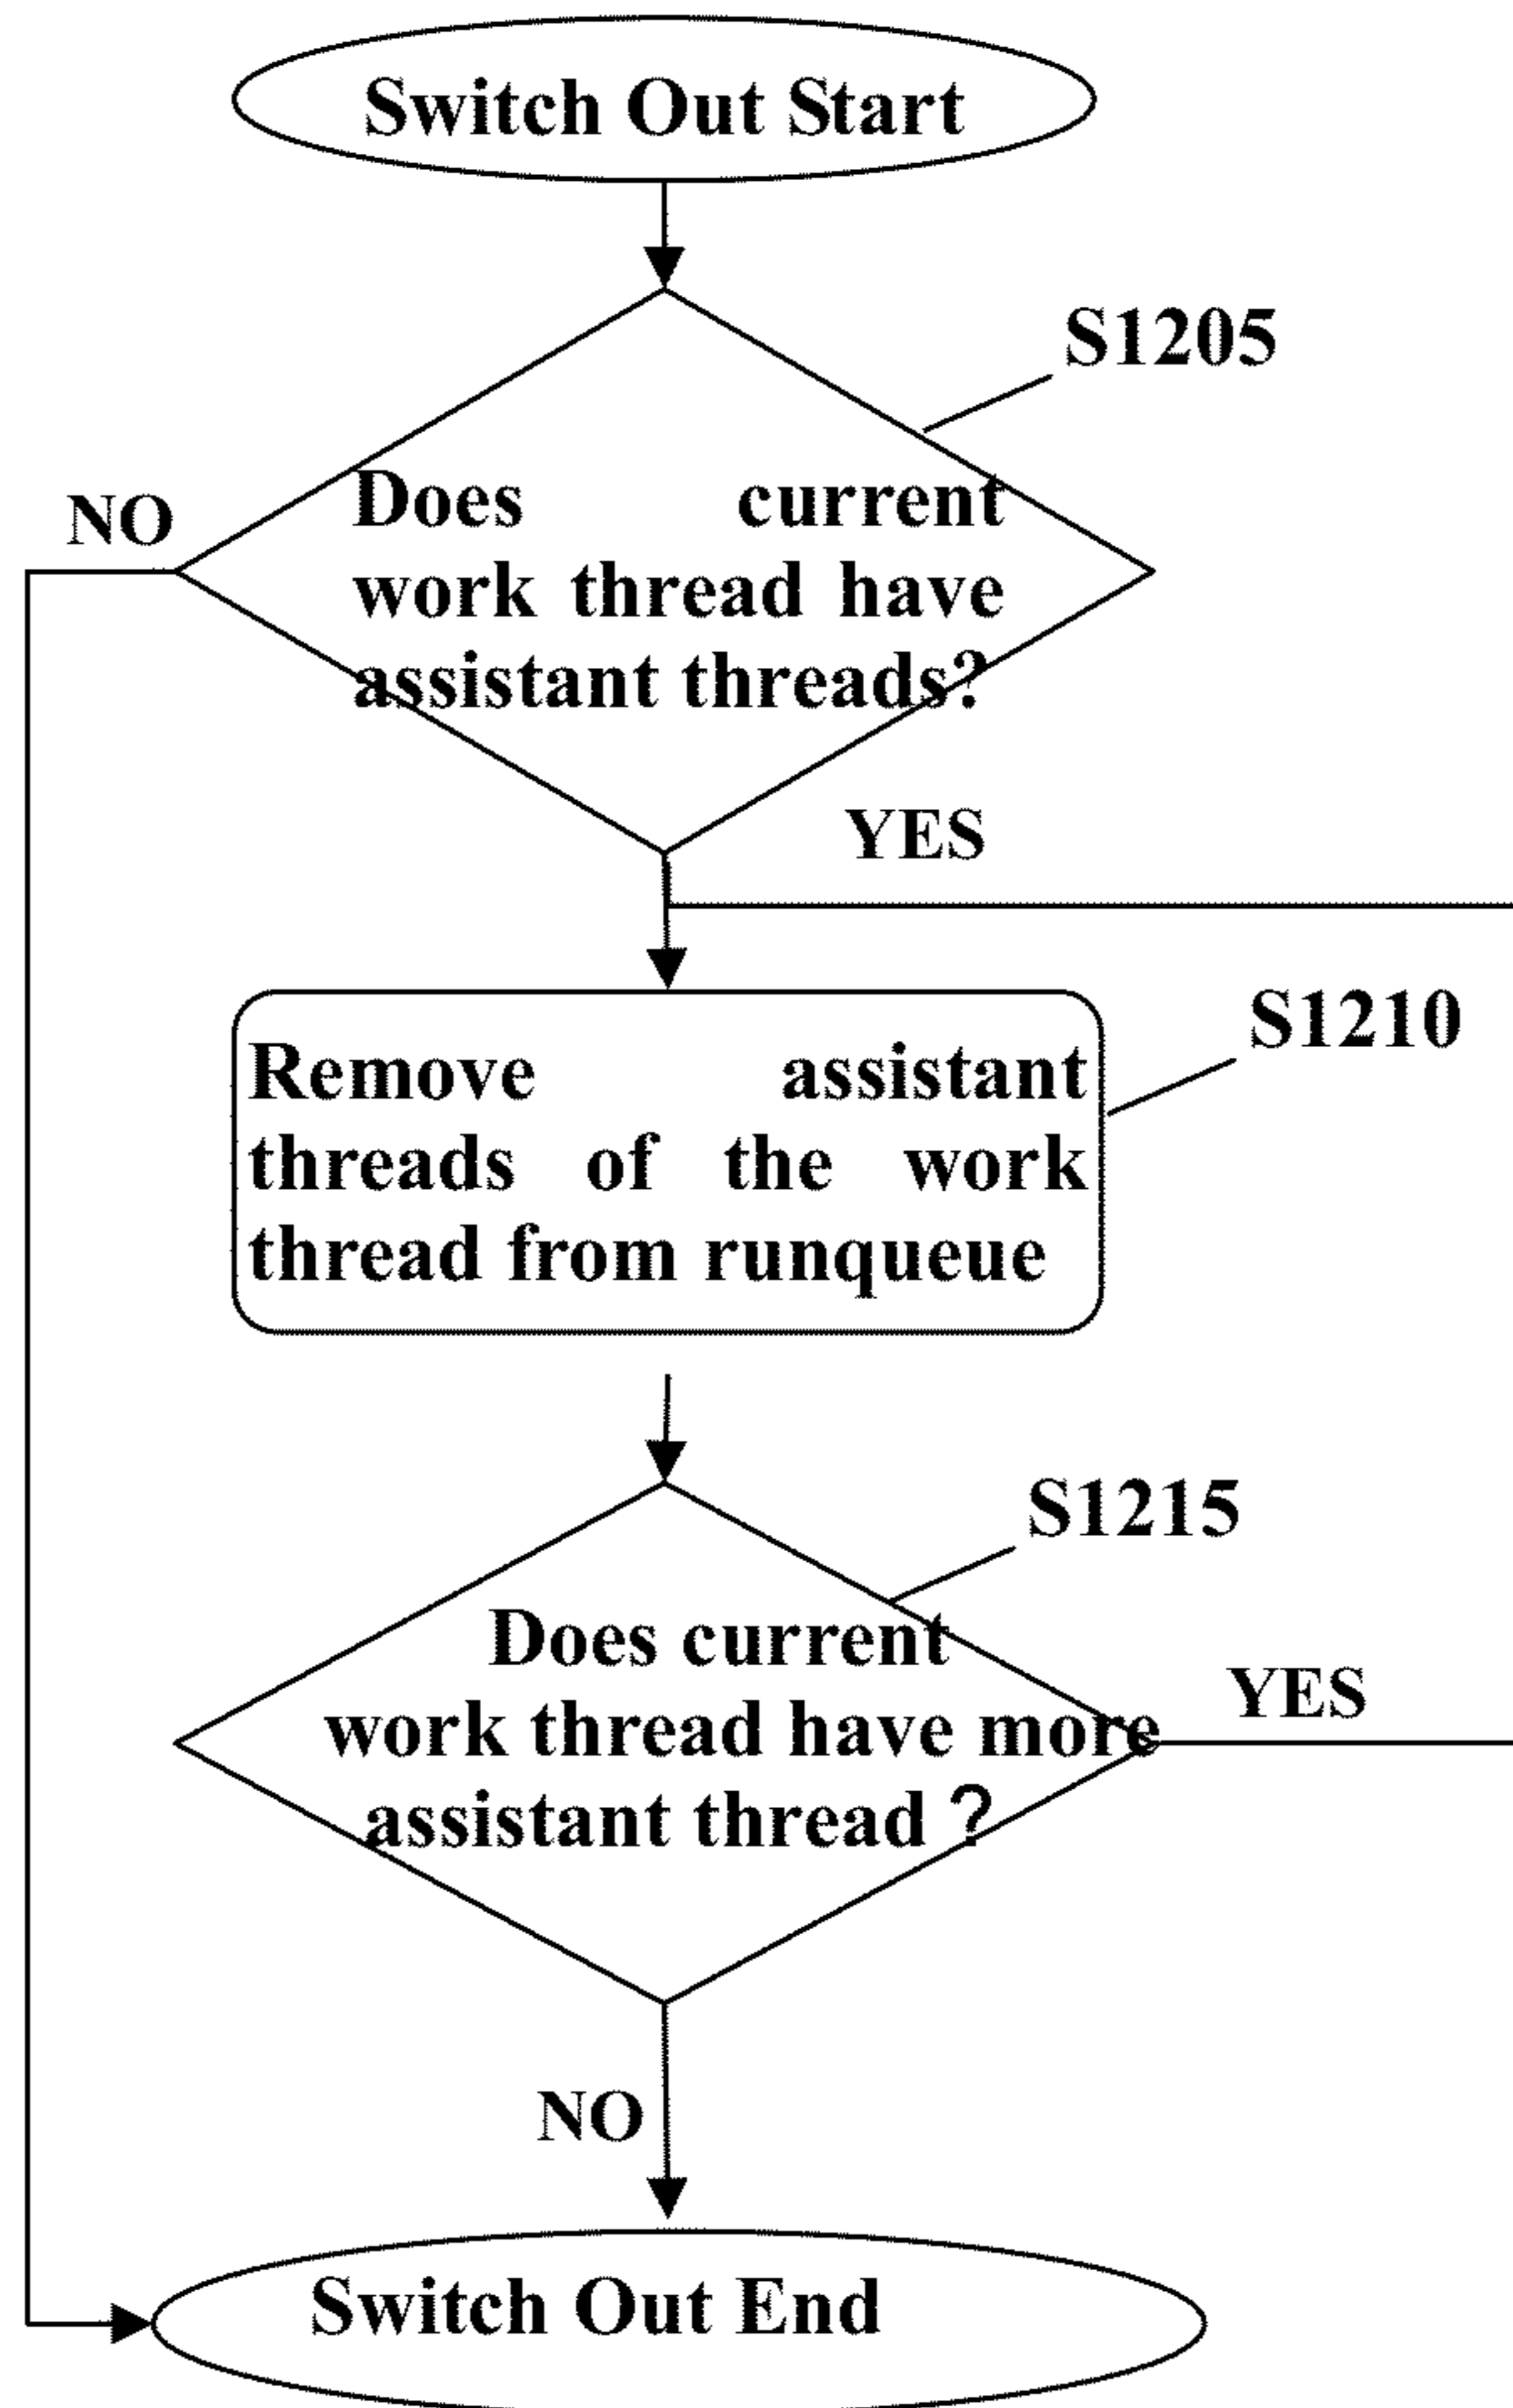 Switch Out Start
S1205
NO
Does current
work thread have
assistant threads?
YES
S1210
Remove assistant
threads of the work
thread from runqueue
S1215
Does current
work thread have more
assistant thread ?
YES
NO
Switch Out End